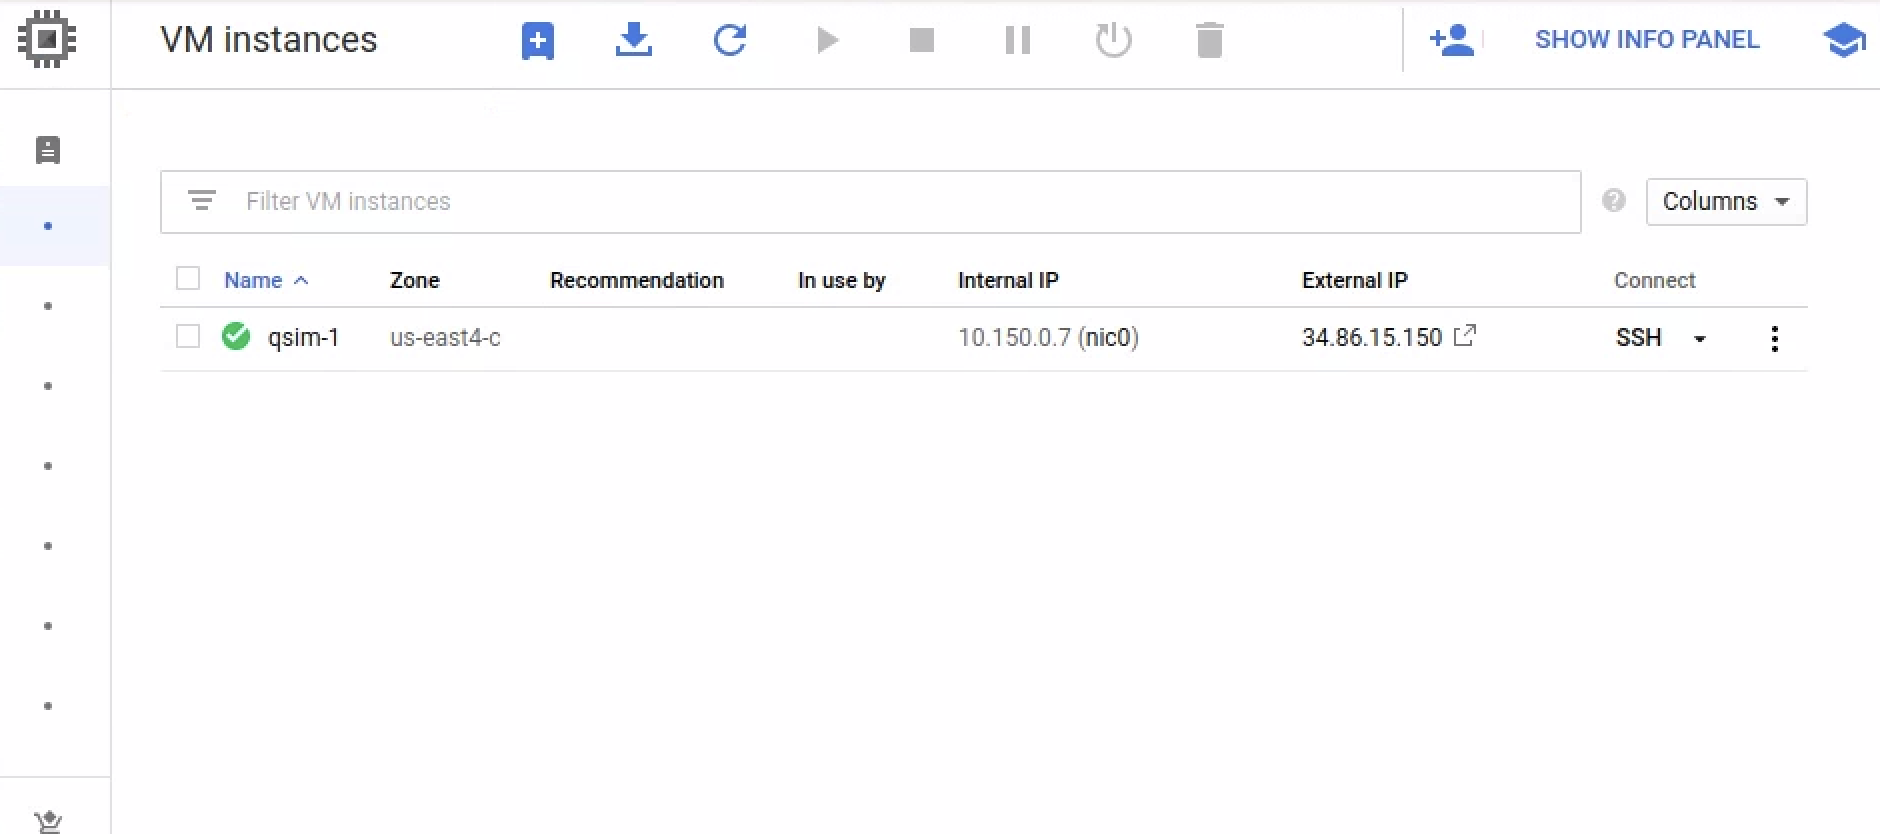 VM instances SHOW INFO PANEL
Filter VM instances Columns
Name Zone Recommendation In use by Internal IP External IP Connect
qsim-1 us-east4-c 10.150.0.7 (nic0) 34.86.15.150 SSH